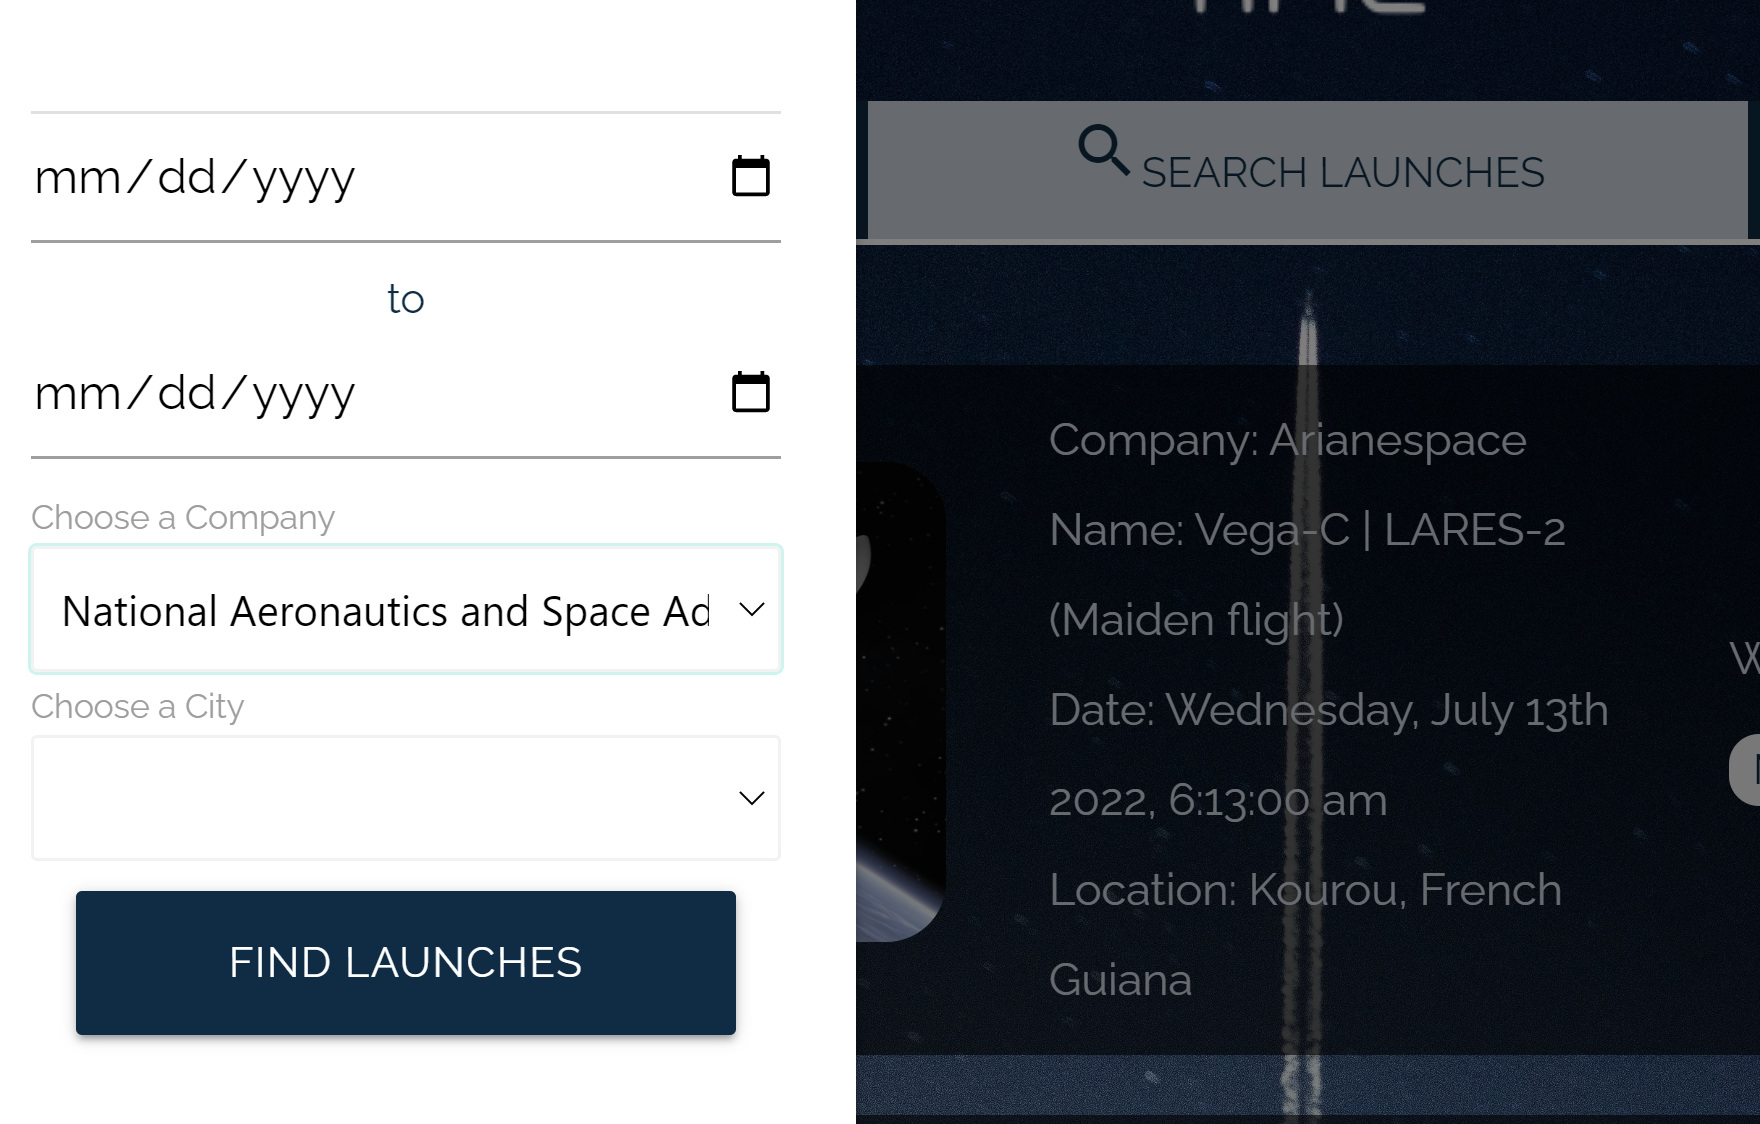 mm/dd/yyyy
to
mm/dd/yyyy
Choose a Company
National Aeronautics and Space Ad
Choose a City
FIND LAUNCHES
SEARCH LAUNCHES
Company: Arianespace
Name: Vega-C | LARES-2
(Maiden flight)
Date: Wednesday, July 13th
2022, 6:13:00 am
Location: Kourou, French
Guiana